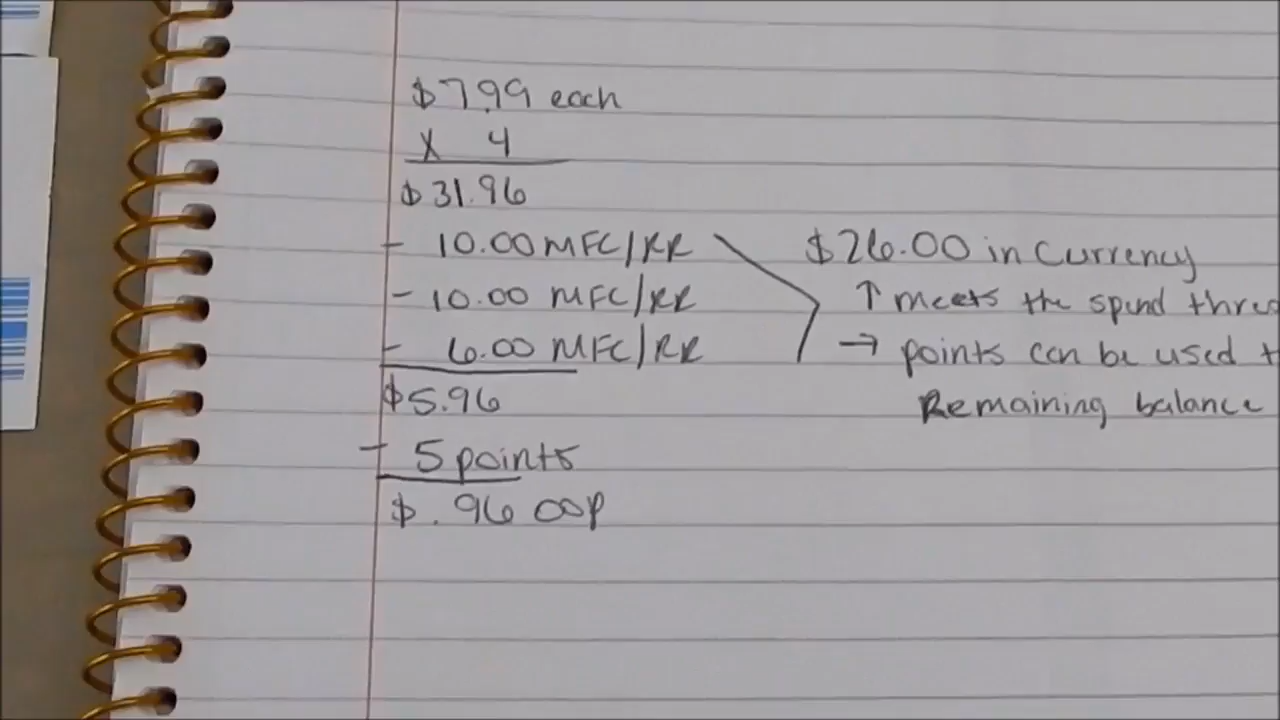 $7.99 each
X 4
$31.96
- 10.00 MFC/RR
- 10.00 MFC/RR
- 6.00 MFC/RR
$5.96
- 5 points
$ .96 OOP
$26.00 in Currency
↑ meets the spend
→ points can be used
Remaining balance